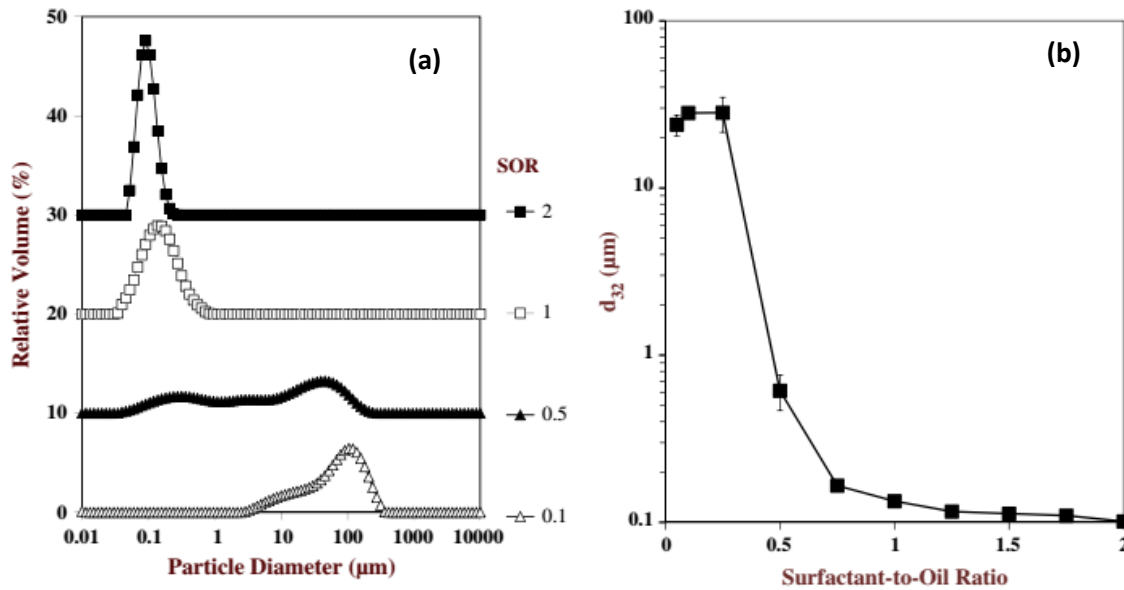 (a)
50
40
30
20
10
0
Relative Volume (%)
0.01 0.1 1 10 100 1000 10000
Particle Diameter (µm)
SOR
2
1
0.5
0.1
(b)
100
10
1
0.1
d32 (µm)
0 0.5 1 1.5 2
Surfactant-to-Oil Ratio